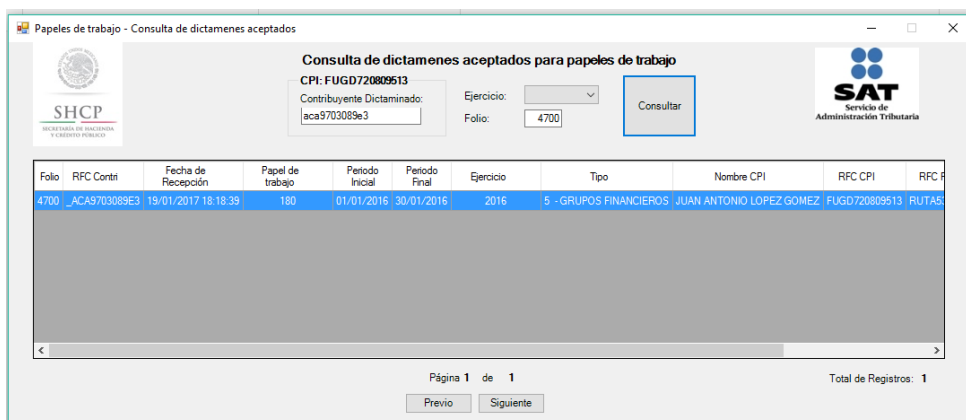 Papeles de trabajo - Consulta de dictamenes aceptados
SHCP
SECRETARÍA DE HACIENDA
Y CRÉDITO PÚBLICO
Consulta de dictamenes aceptados para papeles de trabajo
CPI: FUGD720809513
Contribuyente Dictaminado:
aca9703089e3
Ejercicio:
Folio: 4700
Consultar
SAT
Servicio de
Administración Tributaria
Folio RFC Contri Fecha de Recepción Papel de trabajo Periodo Inicial Periodo Final Ejercicio Tipo Nombre CPI RFC CPI RFC
4700 _ACA9703089E3 19/01/2017 18:18:39 180 01/01/2016 30/01/2016 2016 5 - GRUPOS FINANCIEROS JUAN ANTONIO LOPEZ GOMEZ FUGD720809513 RUTA5
Página 1 de 1
Total de Registros: 1
Previo Siguiente